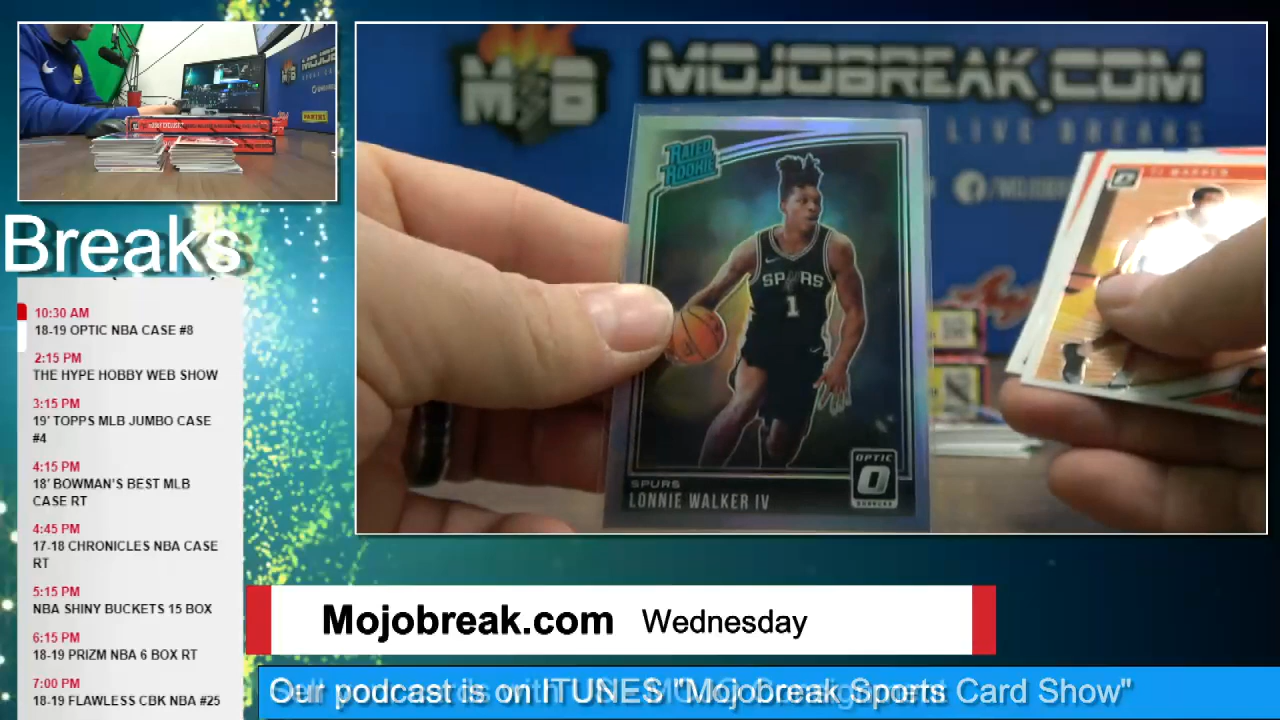 MOJOBREAK.COM
M B
LIVE BREAKS
RATED
ROOKIE
TJ WARREN
SPURS
1
OPTIC
SPURS
LONNIE WALKER IV
Breaks
10:30 AM
18-19 OPTIC NBA CASE #8
2:15 PM
THE HYPE HOBBY WEB SHOW
3:15 PM
19' TOPPS MLB JUMBO CASE
#4
4:15 PM
18' BOWMAN'S BEST MLB
CASE RT
4:45 PM
17-18 CHRONICLES NBA CASE
RT
5:15 PM
NBA SHINY BUCKETS 15 BOX
6:15 PM
18-19 PRIZM NBA 6 BOX RT
7:00 PM
18-19 FLAWLESS CBK NBA #25
Mojobreak.com Wednesday
Our podcast is on ITUNES "Mojobreak Sports Card Show"